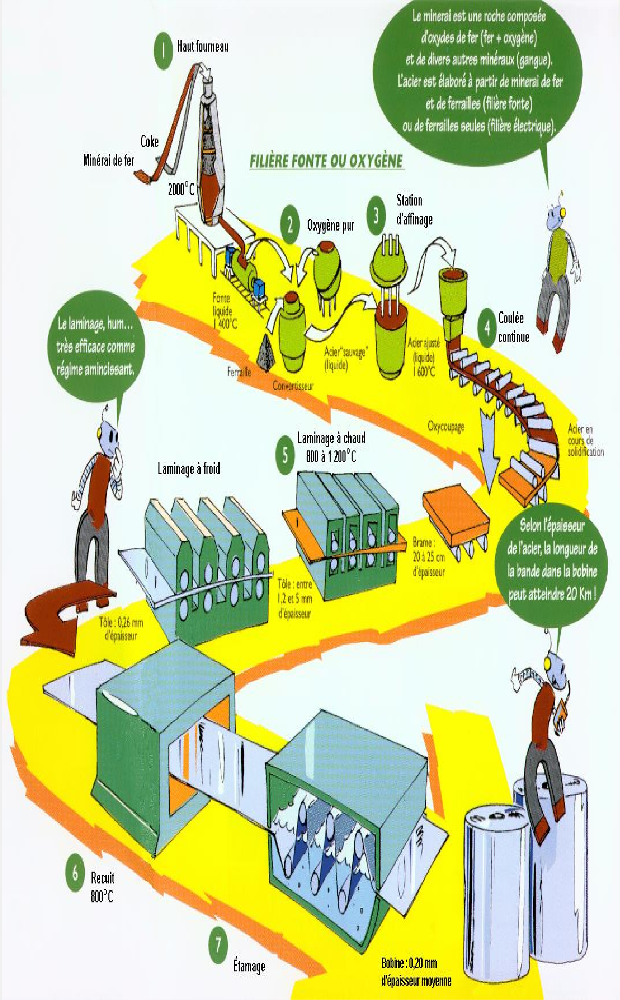 Le minerai est une roche composée
d'oxydes de fer (fer + oxygène)
et de divers autres minéraux (gangue).
L'acier est élaboré à partir de minerai de fer
et de ferrailles (filière fonte)
ou de ferrailles seules (filière électrique).
1
Haut fourneau
Coke
Minérai de fer
2000°C
FILIÈRE FONTE OU OXYGÈNE
2
Oxygène pur
3
Station
d'affinage
Fonte
liquide
1 400°C
Ferraille
Convertisseur
Acier "sauvage"
(liquide)
Acier ajusté
(liquide)
1 600°C
4
Coulée
continue
Le laminage, hum...
très efficace comme
régime amincissant.
Oxycoupage
Acier en
cours de
solidification
5
Laminage à chaud
800 à 1 200°C
Laminage à froid
Brame :
20 à 25 cm
d'épaisseur
Selon l'épaisseur
de l'acier, la longueur de
la bande dans la bobine
peut atteindre 20 Km !
Tôle : entre
1,2 et 5 mm
d'épaisseur
Tôle : 0,26 mm
d'épaisseur
6
Recuit
800°C
7
Étamage
Bobine : 0,20 mm
d'épaisseur moyenne